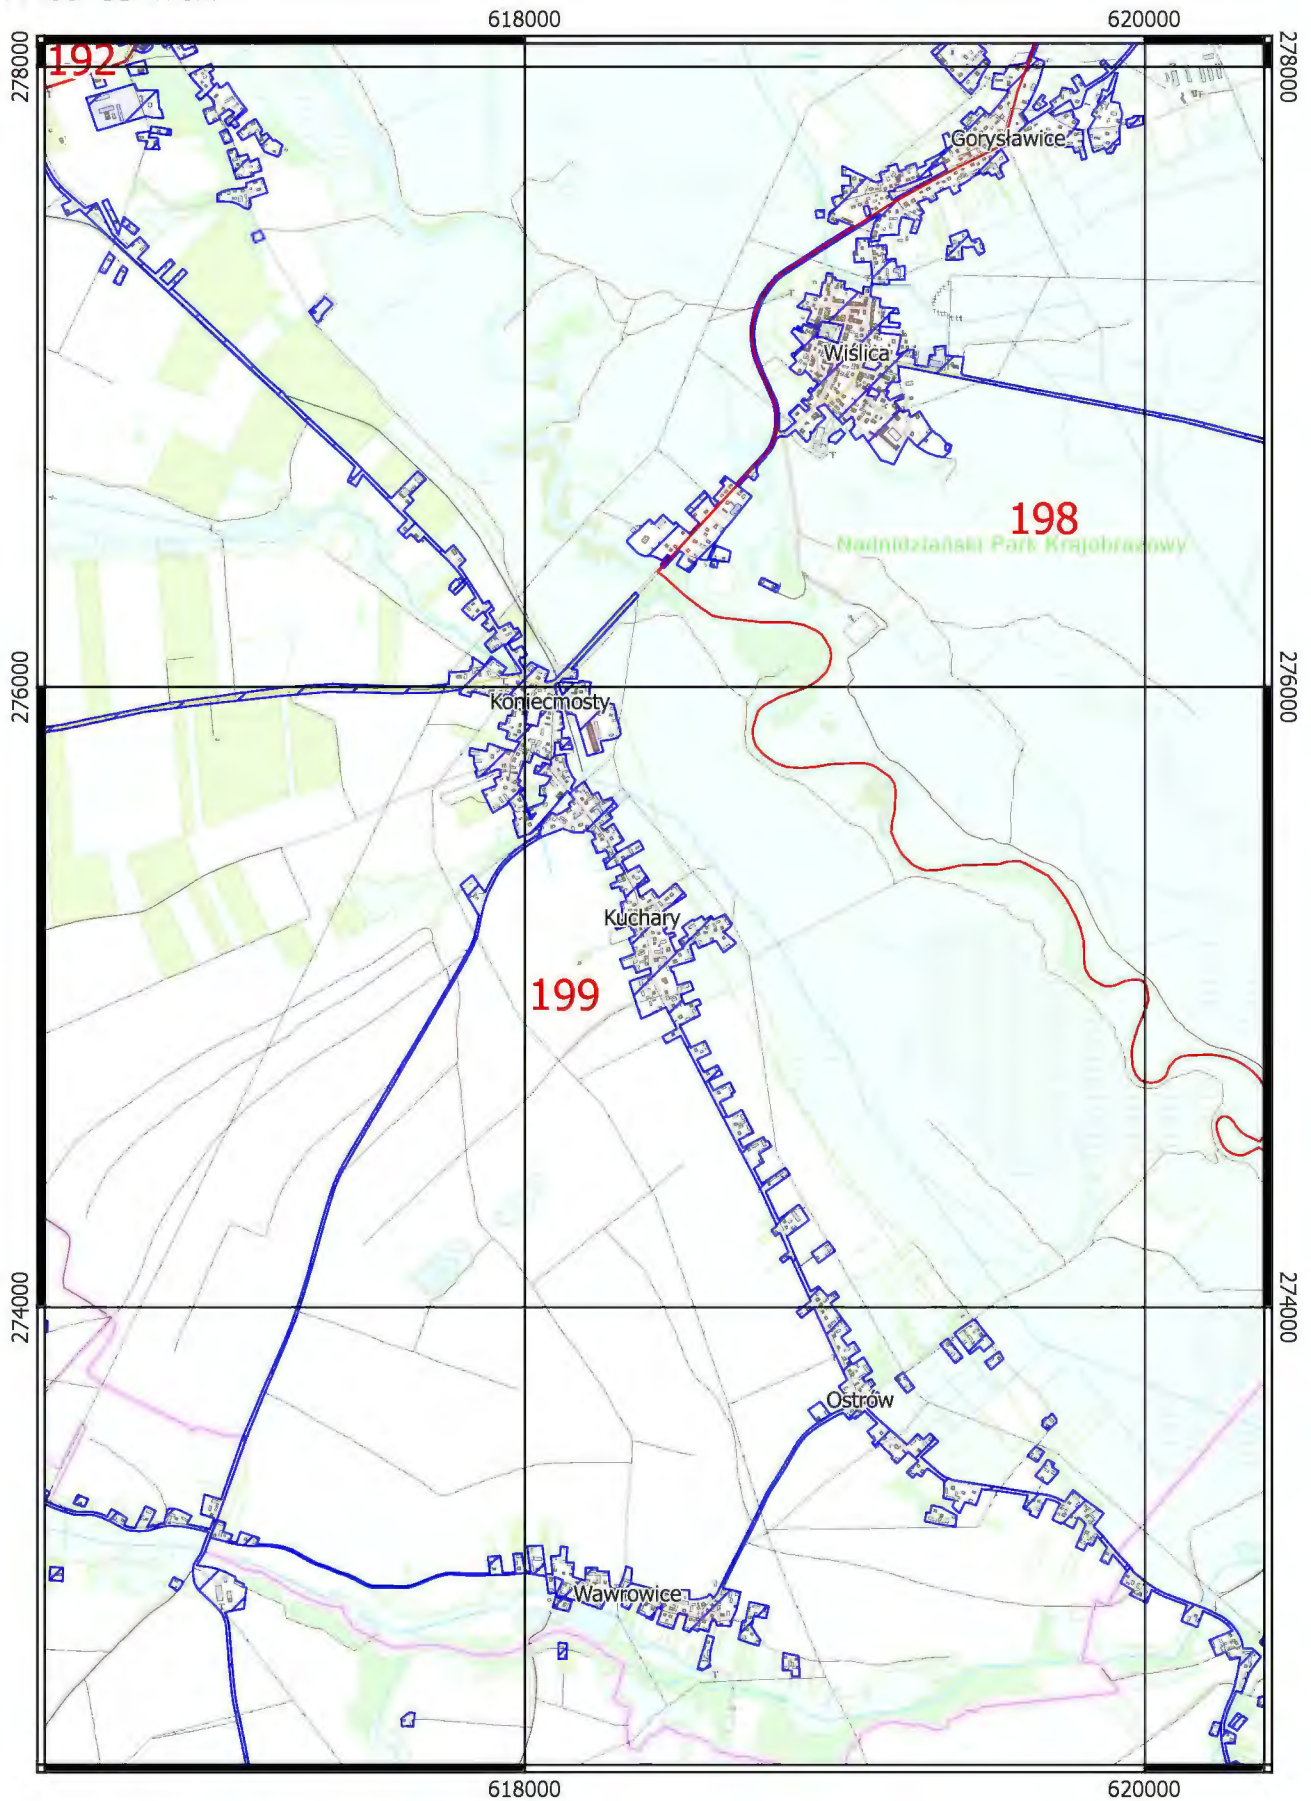 618000
620000
278000
192
278000
Gorysławice
Wiślica
198
Nadnidziański Park Krajobrazowy
276000
276000
Koniecmosty
Kuchary
199
274000
274000
Ostrów
Wawrowice
618000
620000